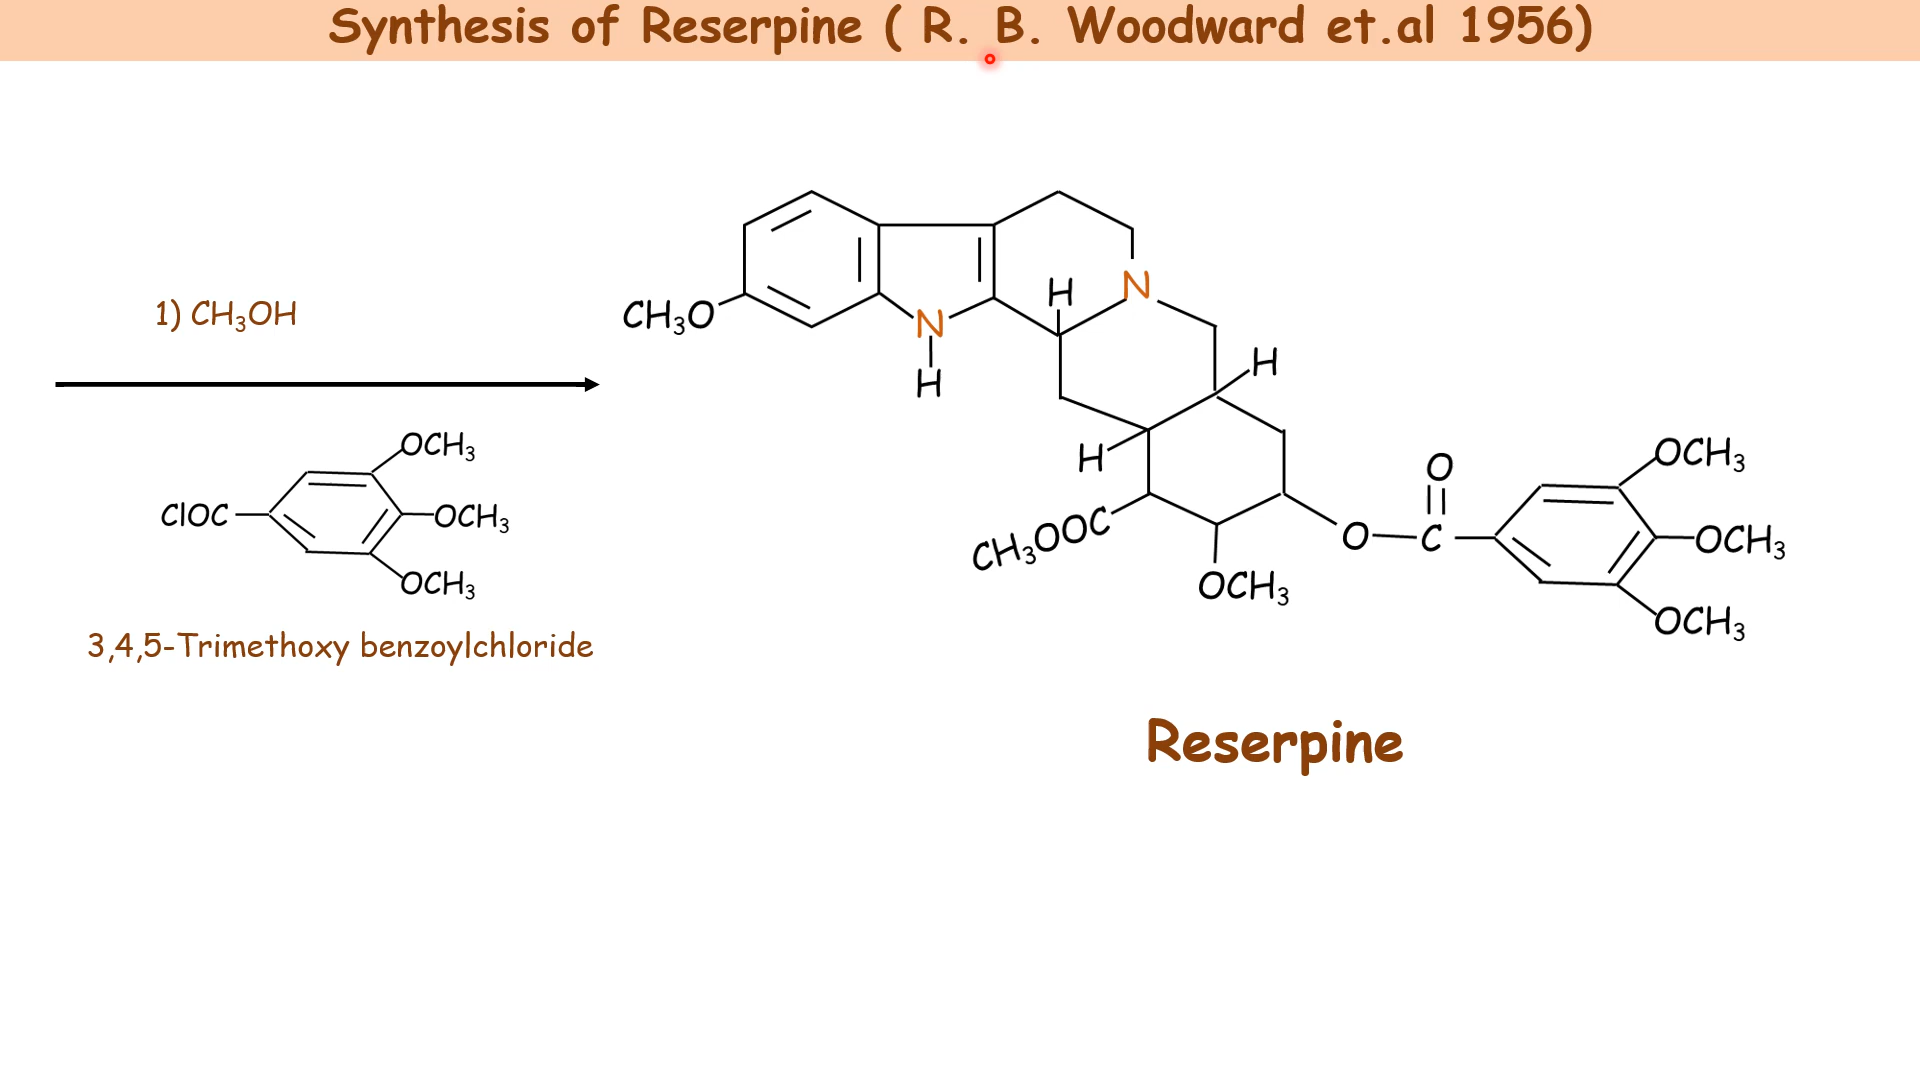 Synthesis of Reserpine ( R. B. Woodward et.al 1956)
1) CH₃OH
ClOC
OCH₃
OCH₃
OCH₃
3,4,5-Trimethoxy benzoylchloride
CH₃O
N
H
H
N
H
H
CH₃OOC
OCH₃
O
O
C
OCH₃
OCH₃
OCH₃
Reserpine